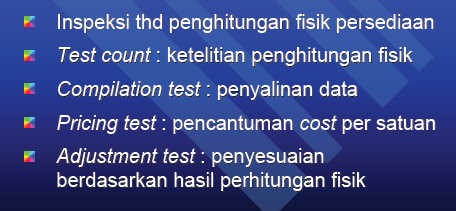 Inspeksi thd penghitungan fisik persediaan
Test count : ketelitian penghitungan fisik
Compilation test : penyalinan data
Pricing test : pencantuman cost per satuan
Adjustment test : penyesuaian
berdasarkan hasil perhitungan fisik